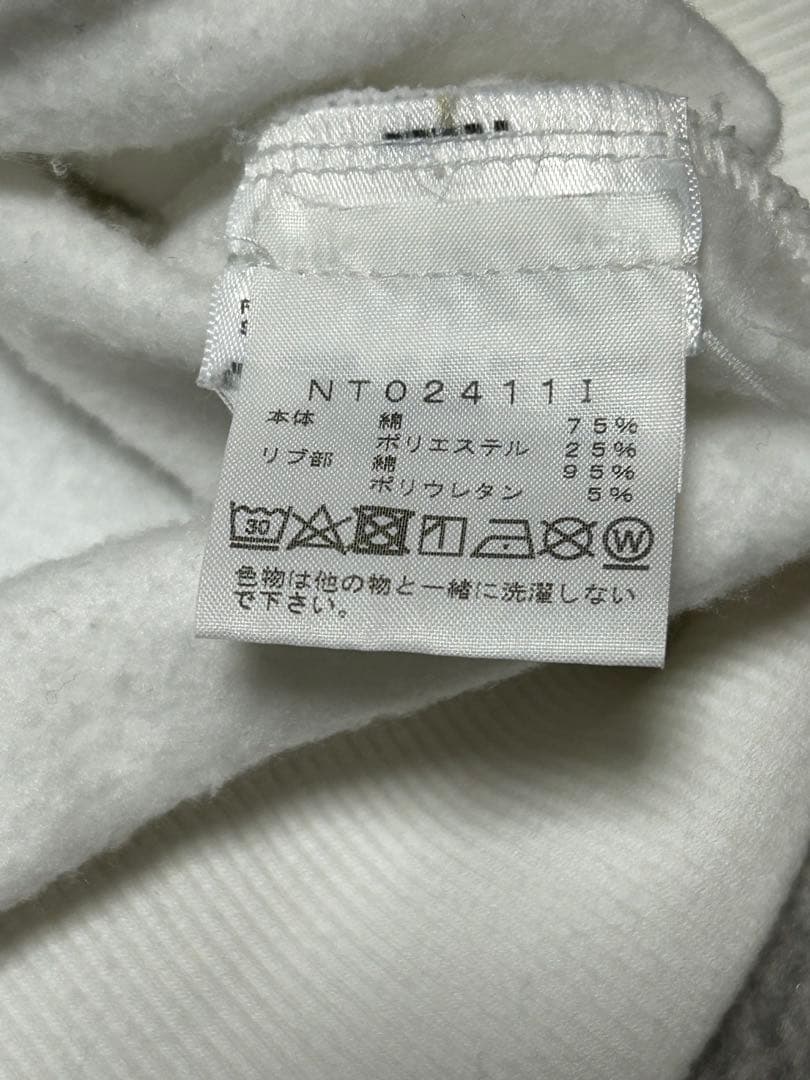 NT02411I
本体 綿 75%
ポリエステル 25%
リブ部 綿 95%
ポリウレタン 5%
30 W
色物は他の物と一緒に洗濯しない
で下さい。